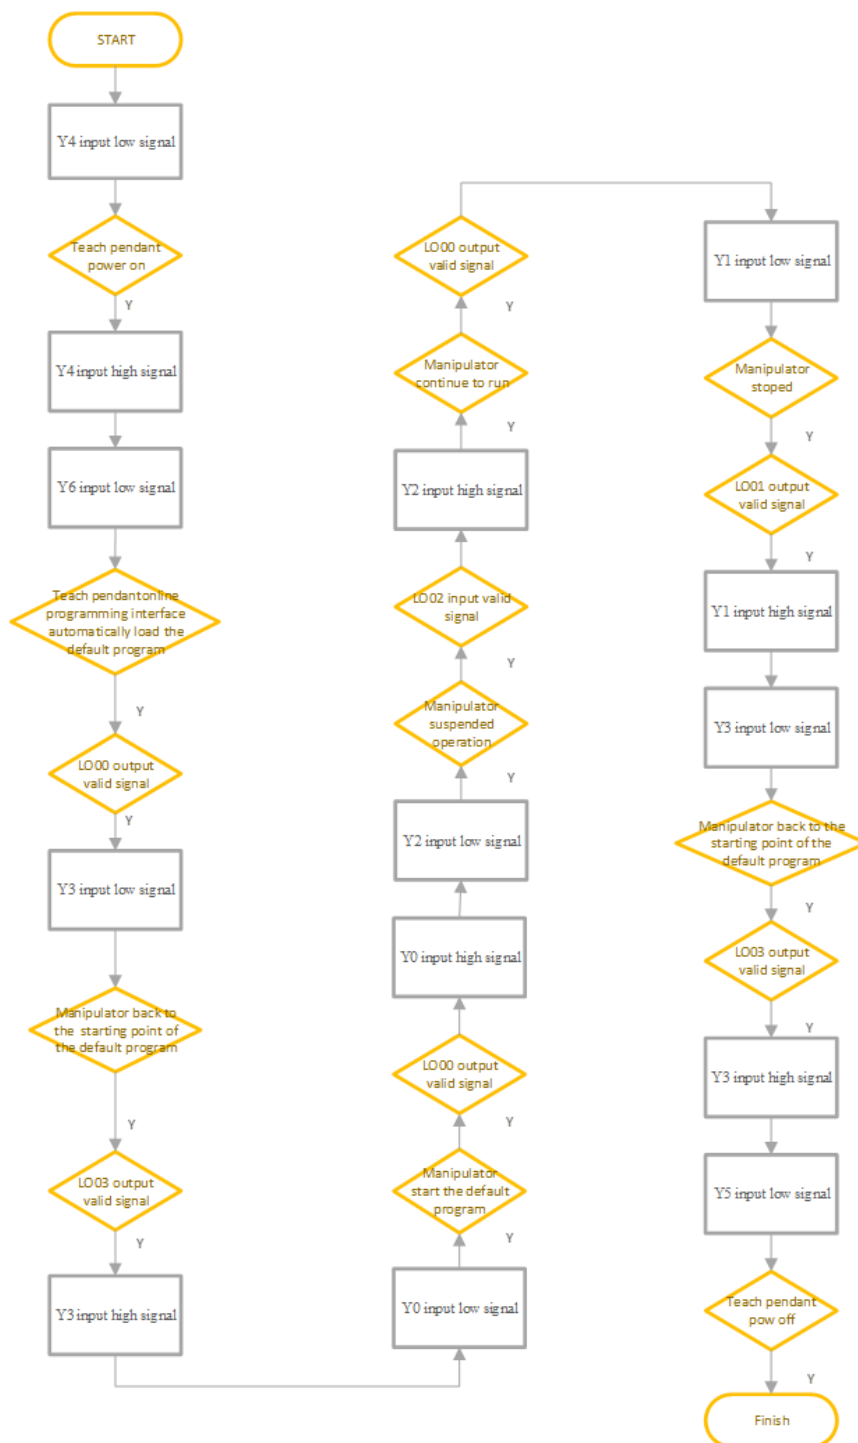 START
Y4 input low signal
Teach pendant
power on
Y
Y4 input high signal
Y6 input low signal
Teach pendantonline
programming interface
automatically load the
default program
Y
LO00 output
valid signal
Y
Y3 input low signal
Manipulator back to
the starting point of
the default program
Y
LO03 output
valid signal
Y
Y3 input high signal
Y0 input low signal
Y
Manipulator
start the default
program
Y
LO00 output
valid signal
Y0 input high signal
Y2 input low signal
Y
Manipulator
suspended
operation
Y
LO02 input valid
signal
Y2 input high signal
Y
Manipulator
continue to run
Y
LO00 output
valid signal
Y1 input low signal
Manipulator
stoped
Y
LO01 output
valid signal
Y
Y1 input high signal
Y3 input low signal
Manipulator back to the
starting point of the
default program
Y
LO03 output
valid signal
Y
Y3 input high signal
Y5 input low signal
Teach pendant
pow off
Y
Finish